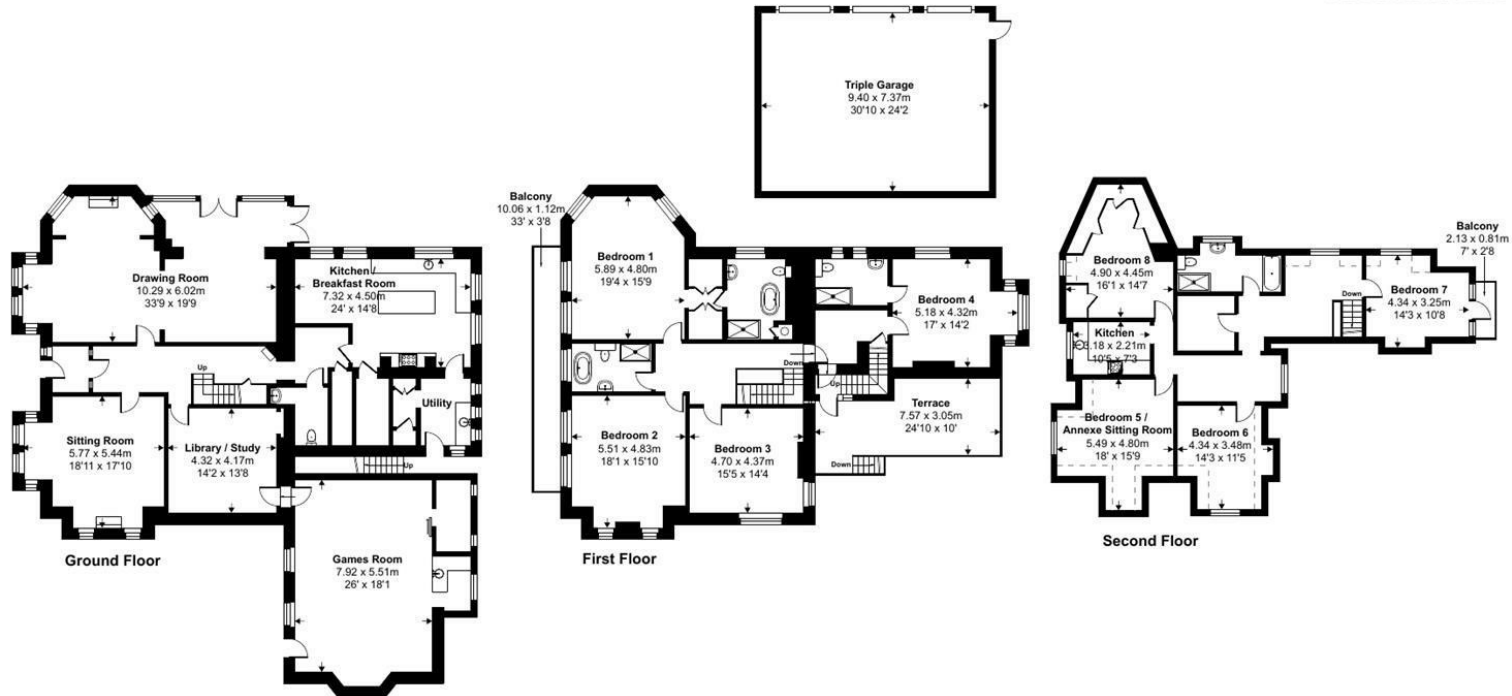 Triple Garage
9.40 x 7.37m
30'10 x 24'2
Drawing Room
10.29 x 6.02m
33'9 x 19'9
Kitchen /
Breakfast Room
7.32 x 4.50m
24' x 14'8
Up
Utility
Sitting Room
5.77 x 5.44m
18'11 x 17'10
Library / Study
4.32 x 4.17m
14'2 x 13'8
Up
Games Room
7.92 x 5.51m
26' x 18'1
Ground Floor
Balcony
10.06 x 1.12m
33' x 3'8
Bedroom 1
5.89 x 4.80m
19'4 x 15'9
Bedroom 4
5.18 x 4.32m
17' x 14'2
Down
Up
Bedroom 2
5.51 x 4.83m
18'1 x 15'10
Bedroom 3
4.70 x 4.37m
15'5 x 14'4
Terrace
7.57 x 3.05m
24'10 x 10'
Down
First Floor
Bedroom 8
4.90 x 4.45m
16'1 x 14'7
Balcony
2.13 x 0.81m
7' x 2'8
Down
Bedroom 7
4.34 x 3.25m
14'3 x 10'8
Kitchen
3.18 x 2.21m
10'5 x 7'3
Bedroom 5 /
Annexe Sitting Room
5.49 x 4.80m
18' x 15'9
Bedroom 6
4.34 x 3.48m
14'3 x 11'5
Second Floor